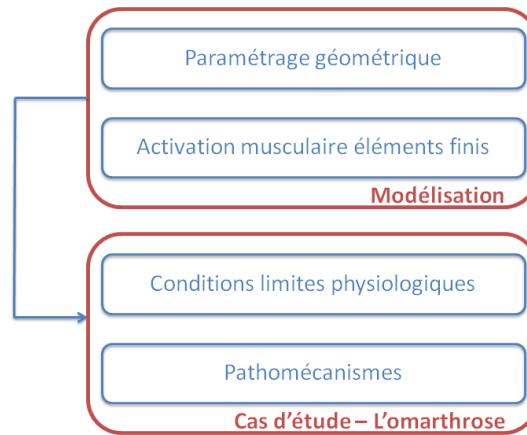 Paramétrage géométrique
Activation musculaire éléments finis
Modélisation
Conditions limites physiologiques
Pathomécanismes
Cas d'étude – L'omarthrose